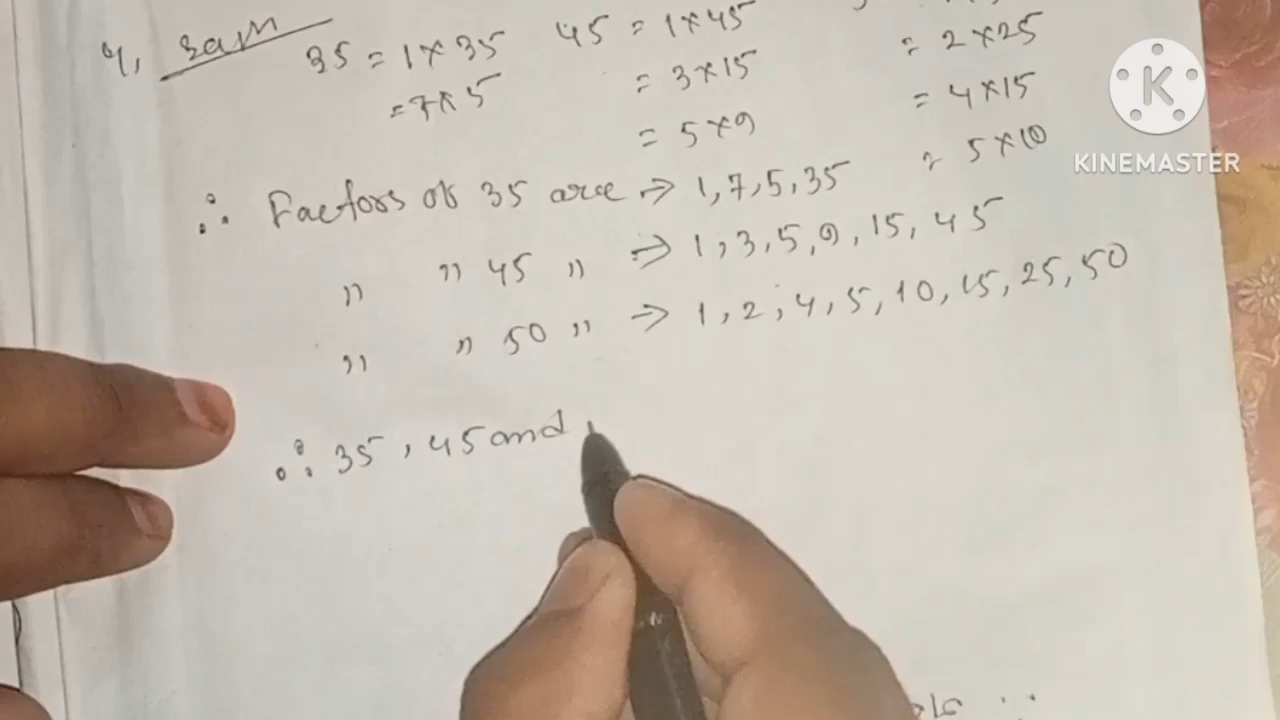 35 = 1×35 45 = 1×45 = 2×25
= 7×5 = 3×15 = 4×15
= 5×9 = 5×10
∴ Factors of 35 are → 1,7,5,35
,, ,, 45 ,, → 1,3,5,9,15,45
,, ,, 50 ,, → 1,2,4,5,10,15,25,50
∴ 35, 45 and
K
KINEMASTER